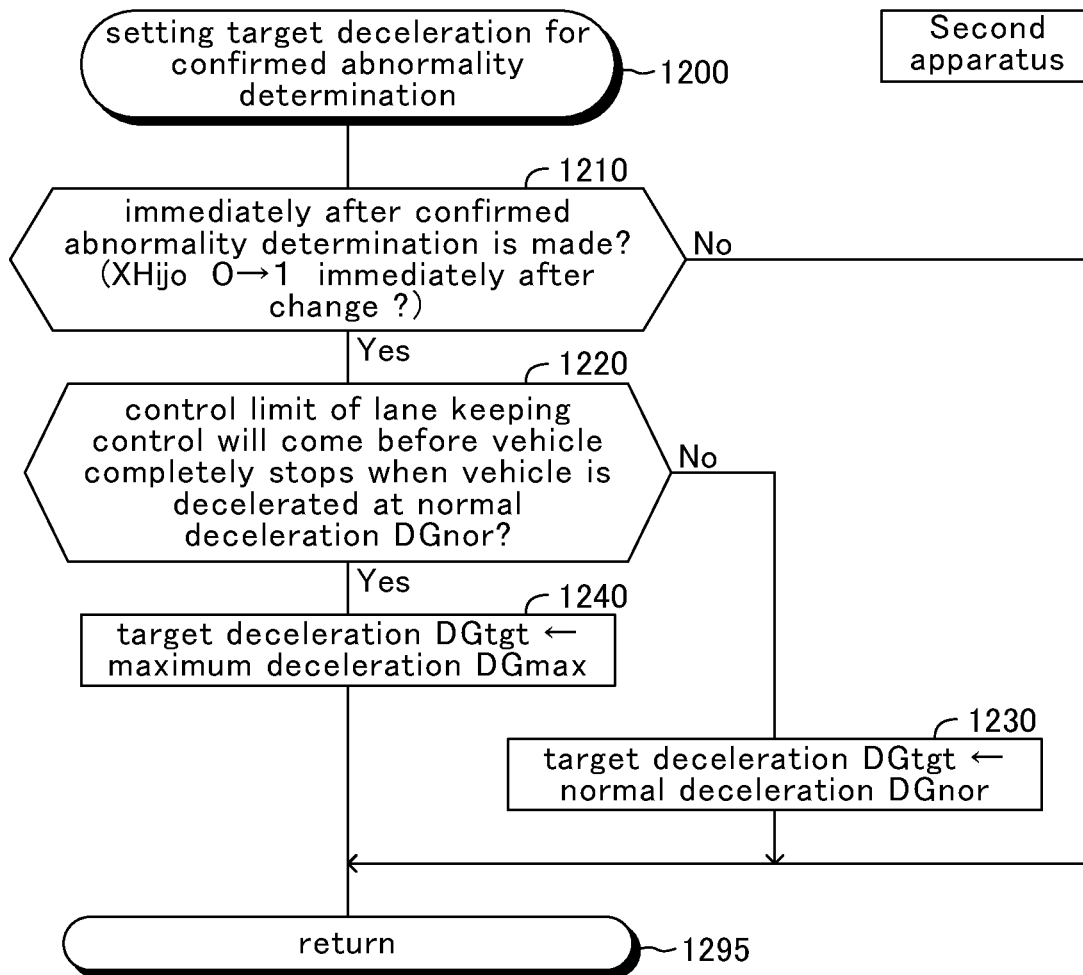 setting target deceleration for
confirmed abnormality
determination
1200
Second
apparatus
1210
immediately after confirmed
abnormality determination is made?
(XHijo 0→1 immediately after
change ?)
No
Yes
1220
control limit of lane keeping
control will come before vehicle
completely stops when vehicle is
decelerated at normal
deceleration DGnor?
No
Yes
1240
target deceleration DGtgt ←
maximum deceleration DGmax
1230
target deceleration DGtgt ←
normal deceleration DGnor
return
1295